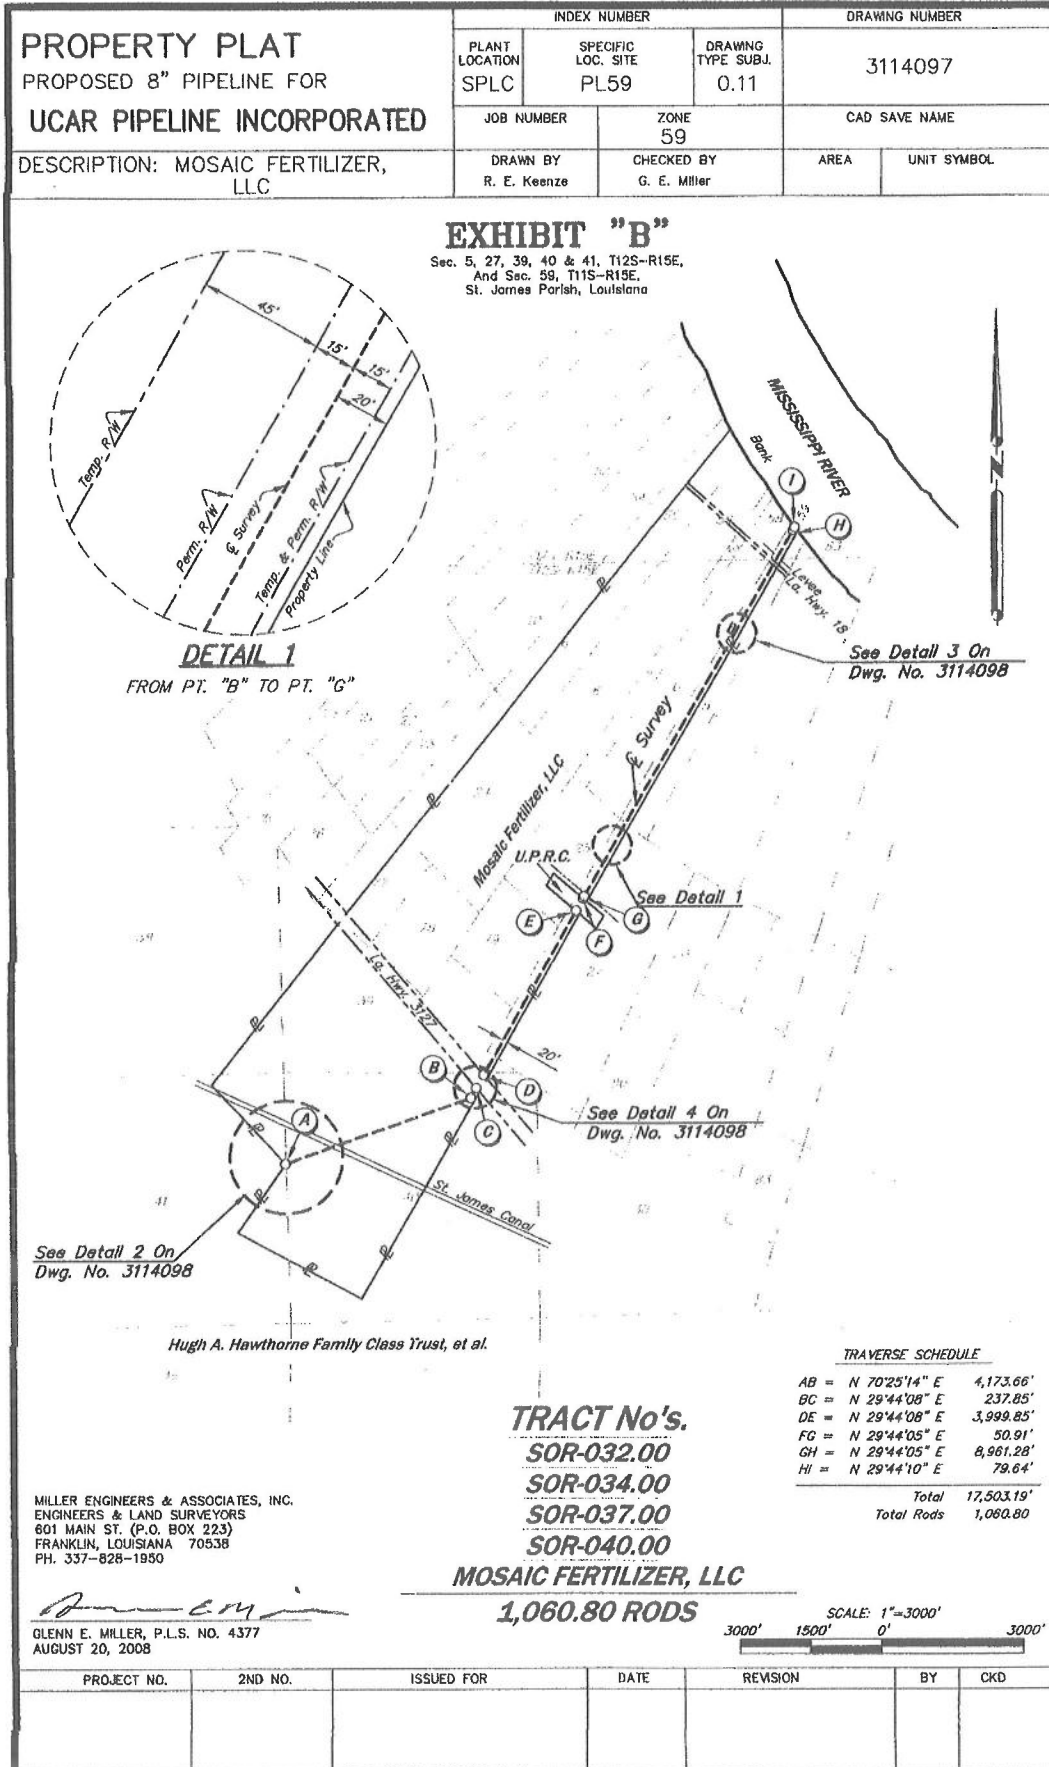 PROPERTY PLAT
PROPOSED 8" PIPELINE FOR
UCAR PIPELINE INCORPORATED
DESCRIPTION: MOSAIC FERTILIZER,
LLC
INDEX NUMBER
PLANT
LOCATION
SPLC
SPECIFIC
LOC. SITE
PL59
DRAWING
TYPE SUBJ.
0.11
DRAWING NUMBER
3114097
JOB NUMBER
ZONE
59
CAD SAVE NAME
DRAWN BY
R. E. Keenze
CHECKED BY
G. E. Miller
AREA
UNIT SYMBOL
EXHIBIT "B"
Sec. 5, 27, 39, 40 & 41, T12S-R15E,
And Sec. 59, T11S-R15E,
St. James Parish, Louisiana
45'
15'
15'
20'
Temp. R/W
Perm. R/W
℄ Survey
Temp. & Perm. R/W
Property Line
DETAIL 1
FROM PT. "B" TO PT. "G"
MISSISSIPPI RIVER
Bank
I
H
N
Levee
La. Hwy. 18
See Detail 3 On
Dwg. No. 3114098
℄ Survey
Mosaic Fertilizer, LLC
U.P.R.C.
See Detail 1
E
G
F
La. Hwy. 3127
20'
B
D
C
A
See Detail 4 On
Dwg. No. 3114098
St. James Canal
See Detail 2 On
Dwg. No. 3114098
Hugh A. Hawthorne Family Class Trust, et al.
TRAVERSE SCHEDULE
AB = N 70°25'14" E 4,173.66'
BC = N 29°44'08" E 237.85'
DE = N 29°44'08" E 3,999.85'
FG = N 29°44'05" E 50.91'
GH = N 29°44'05" E 8,961.28'
HI = N 29°44'10" E 79.64'
Total 17,503.19'
Total Rods 1,060.80
TRACT No's.
SOR-032.00
SOR-034.00
SOR-037.00
SOR-040.00
MOSAIC FERTILIZER, LLC
1,060.80 RODS
MILLER ENGINEERS & ASSOCIATES, INC.
ENGINEERS & LAND SURVEYORS
601 MAIN ST. (P.O. BOX 223)
FRANKLIN, LOUISIANA 70538
PH. 337-828-1950
GLENN E. MILLER, P.L.S. NO. 4377
AUGUST 20, 2008
SCALE: 1"=3000'
3000' 1500' 0' 3000'
PROJECT NO.
2ND NO.
ISSUED FOR
DATE
REVISION
BY
CKD